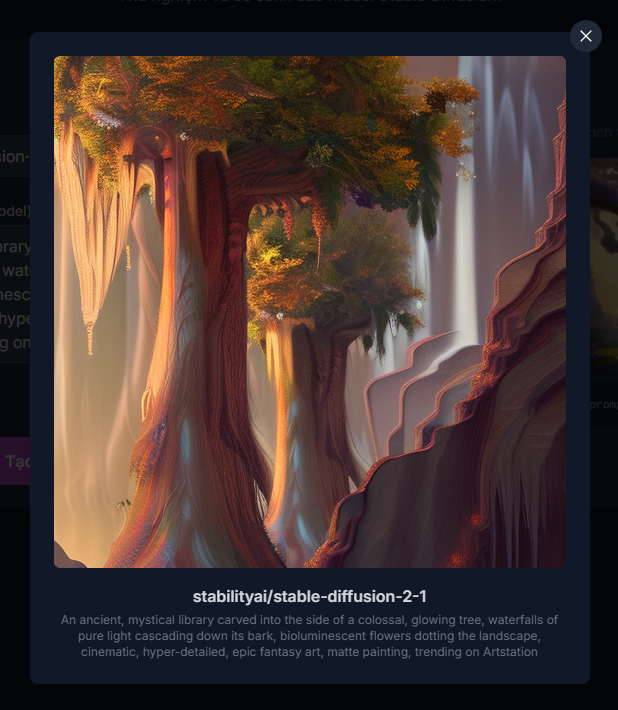 stabilityai/stable-diffusion-2-1
An ancient, mystical library carved into the side of a colossal, glowing tree, waterfalls of
pure light cascading down its bark, bioluminescent flowers dotting the landscape,
cinematic, hyper-detailed, epic fantasy art, matte painting, trending on Artstation